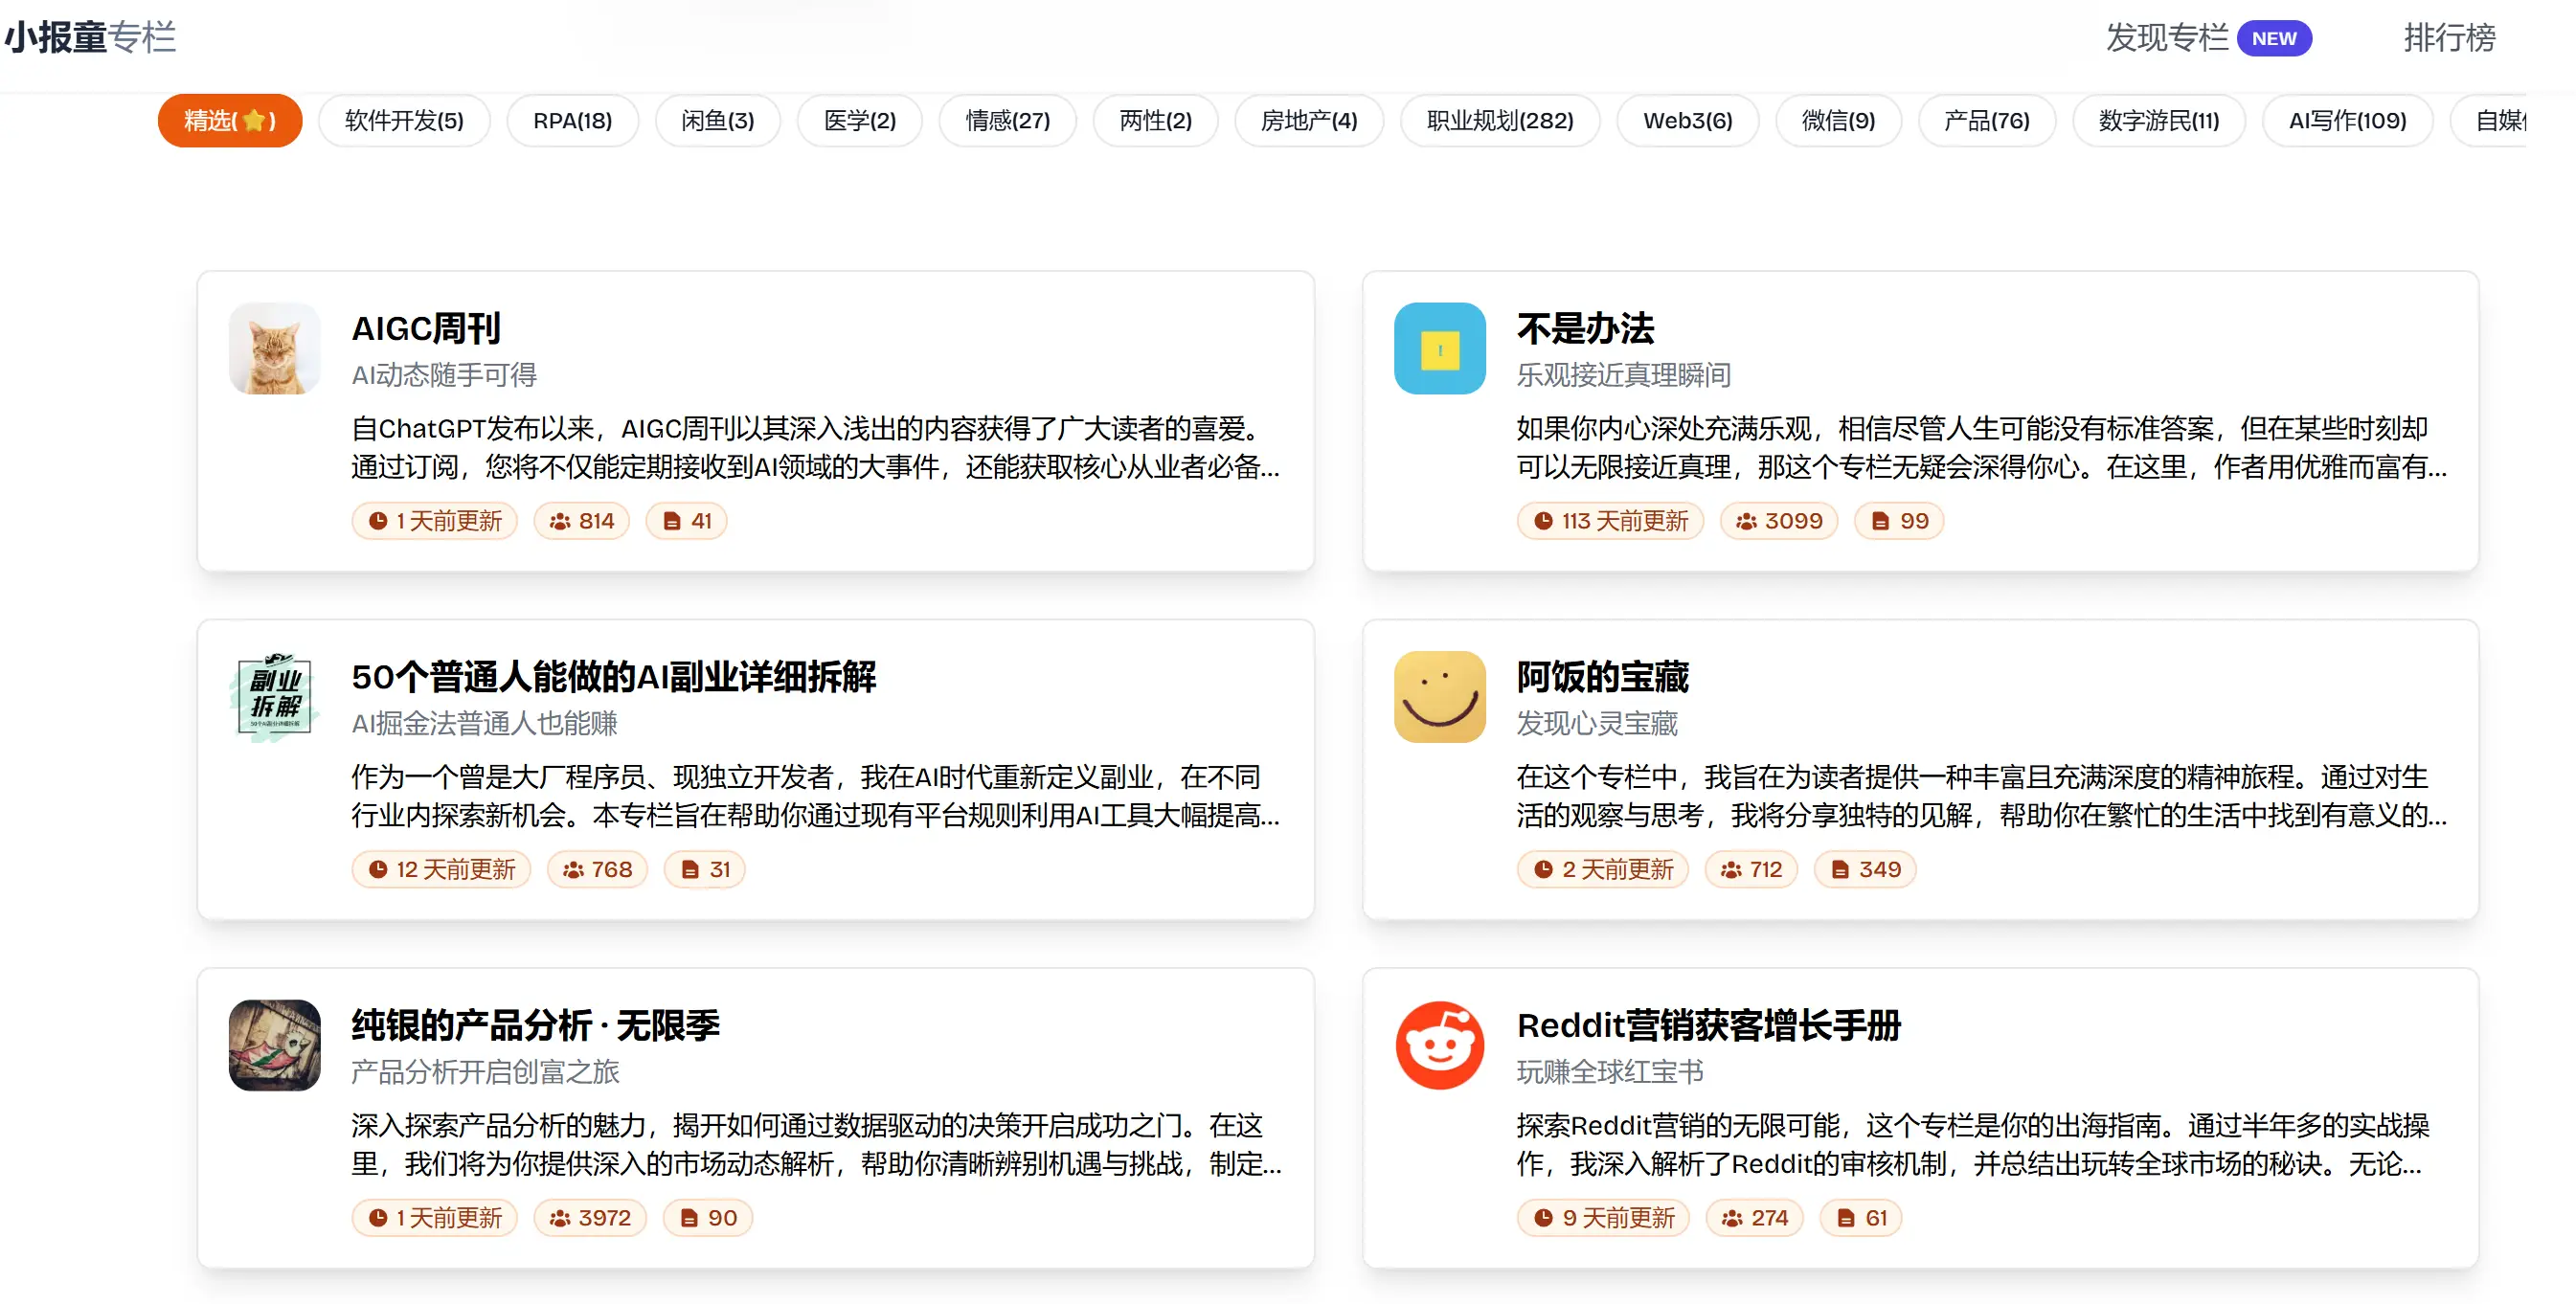 小报童专栏
发现专栏 NEW
排行榜
精选(⭐)
软件开发(5)
RPA(18)
闲鱼(3)
医学(2)
情感(27)
两性(2)
房地产(4)
职业规划(282)
Web3(6)
微信(9)
产品(76)
数字游民(11)
AI写作(109)
自媒
AIGC周刊
AI动态随手可得
自ChatGPT发布以来，AIGC周刊以其深入浅出的内容获得了广大读者的喜爱。
通过订阅，您将不仅能定期接收到AI领域的大事件，还能获取核心从业者必备...
1 天前更新 814 41
不是办法
乐观接近真理瞬间
如果你内心深处充满乐观，相信尽管人生可能没有标准答案，但在某些时刻却
可以无限接近真理，那这个专栏无疑会深得你心。在这里，作者用优雅而富有...
113 天前更新 3099 99
副业
拆解
50个普通人能做的AI副业详细拆解
AI掘金法普通人也能赚
作为一个曾是大厂程序员、现独立开发者，我在AI时代重新定义副业，在不同
行业内探索新机会。本专栏旨在帮助你通过现有平台规则利用AI工具大幅提高...
12 天前更新 768 31
阿饭的宝藏
发现心灵宝藏
在这个专栏中，我旨在为读者提供一种丰富且充满深度的精神旅程。通过对生
活的观察与思考，我将分享独特的见解，帮助你在繁忙的生活中找到有意义的...
2 天前更新 712 349
纯银的产品分析 · 无限季
产品分析开启创富之旅
深入探索产品分析的魅力，揭开如何通过数据驱动的决策开启成功之门。在这
里，我们将为你提供深入的市场动态解析，帮助你清晰辨别机遇与挑战，制定...
1 天前更新 3972 90
Reddit营销获客增长手册
玩赚全球红宝书
探索Reddit营销的无限可能，这个专栏是你的出海指南。通过半年多的实战操
作，我深入解析了Reddit的审核机制，并总结出玩转全球市场的秘诀。无论...
9 天前更新 274 61